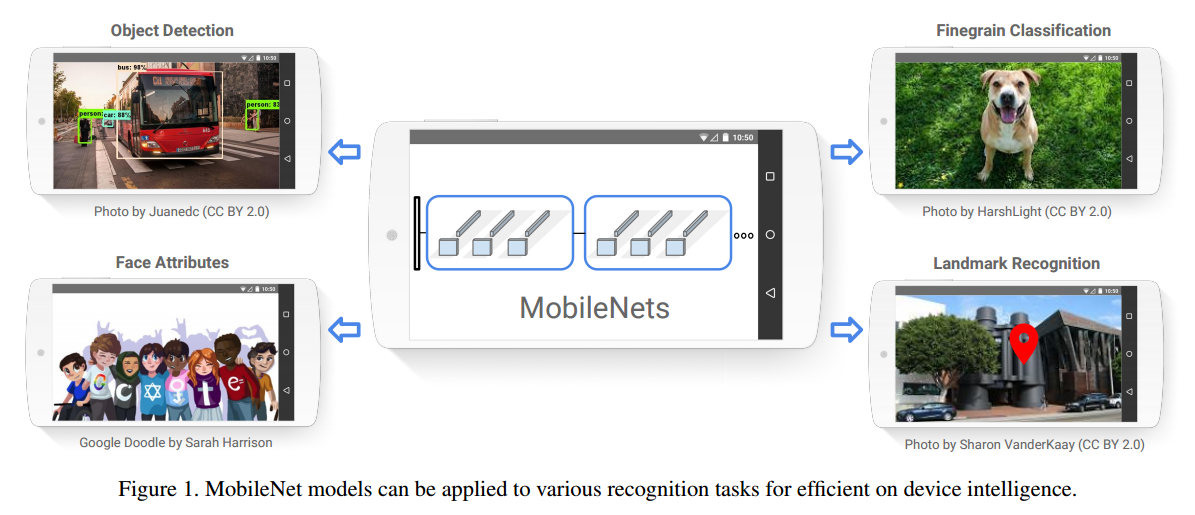 Object Detection
10:50
bus: 98%
person:
car: 88%
person: 83
Photo by Juanedc (CC BY 2.0)
Face Attributes
10:50
C
C
t
e=
Google Doodle by Sarah Harrison
10:50
MobileNets
Finegrain Classification
10:50
Photo by HarshLight (CC BY 2.0)
Landmark Recognition
10:50
Photo by Sharon VanderKaay (CC BY 2.0)
Figure 1. MobileNet models can be applied to various recognition tasks for efficient on device intelligence.